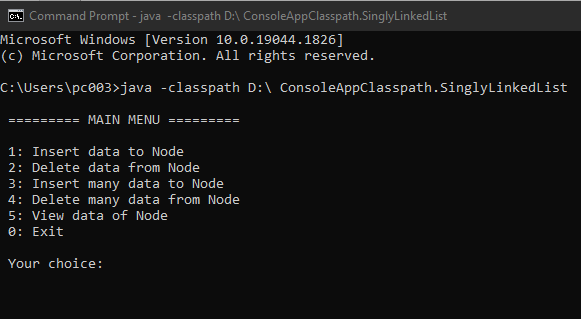 Command Prompt - java -classpath D:\ ConsoleAppClasspath.SinglyLinkedList
Microsoft Windows [Version 10.0.19044.1826]
(c) Microsoft Corporation. All rights reserved.
C:\Users\pc003>java -classpath D:\ ConsoleAppClasspath.SinglyLinkedList
========= MAIN MENU =========
1: Insert data to Node
2: Delete data from Node
3: Insert many data to Node
4: Delete many data from Node
5: View data of Node
0: Exit
Your choice: